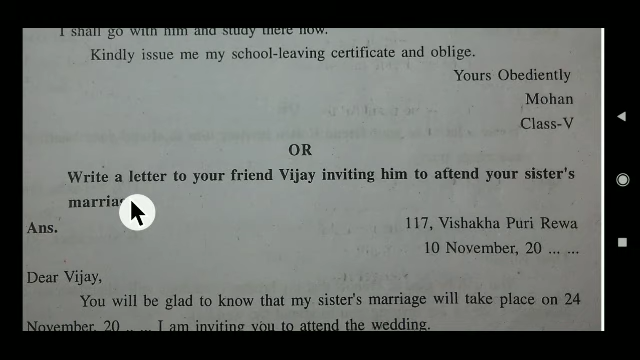 I shall go with him and study there now.
Kindly issue me my school-leaving certificate and oblige.
Yours Obediently
Mohan
Class-V
OR
Write a letter to your friend Vijay inviting him to attend your sister's
Ans.
117, Vishakha Puri Rewa
10 November, 20 ... ...
Dear Vijay,
You will be glad to know that my sister's marriage will take place on 24
November, 20 ... ... I am inviting you to attend the wedding.